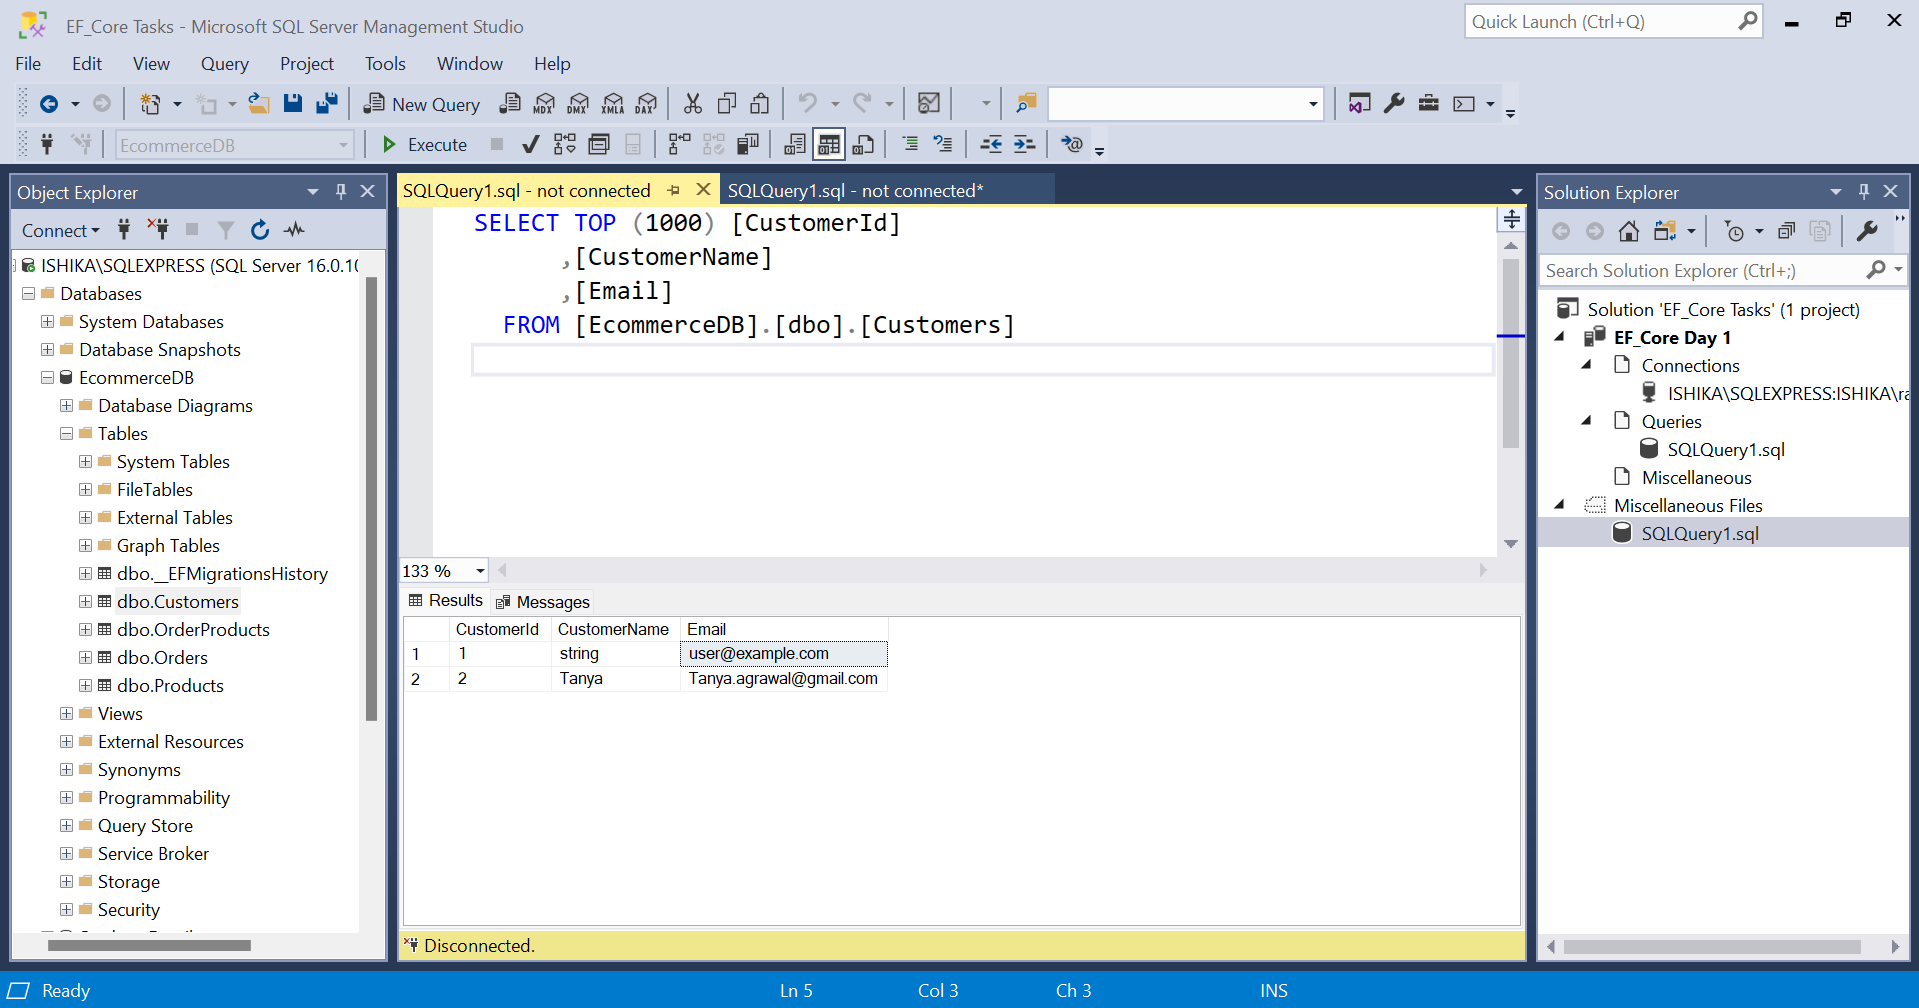 EF_Core Tasks - Microsoft SQL Server Management Studio
Quick Launch (Ctrl+Q)
File Edit View Query Project Tools Window Help
New Query MDX DMX XMLA DAX
EcommerceDB Execute
Object Explorer
Connect
ISHIKA\SQLEXPRESS (SQL Server 16.0.10
Databases
System Databases
Database Snapshots
EcommerceDB
Database Diagrams
Tables
System Tables
FileTables
External Tables
Graph Tables
dbo.__EFMigrationsHistory
dbo.Customers
dbo.OrderProducts
dbo.Orders
dbo.Products
Views
External Resources
Synonyms
Programmability
Query Store
Service Broker
Storage
Security
SQLQuery1.sql - not connected
SQLQuery1.sql - not connected*
SELECT TOP (1000) [CustomerId]
,[CustomerName]
,[Email]
FROM [EcommerceDB].[dbo].[Customers]
133 %
Results Messages
CustomerId CustomerName Email
1 1 string user@example.com
2 2 Tanya Tanya.agrawal@gmail.com
Disconnected.
Solution Explorer
Search Solution Explorer (Ctrl+;)
Solution 'EF_Core Tasks' (1 project)
EF_Core Day 1
Connections
ISHIKA\SQLEXPRESS:ISHIKA\ra
Queries
SQLQuery1.sql
Miscellaneous
Miscellaneous Files
SQLQuery1.sql
Ready Ln 5 Col 3 Ch 3 INS